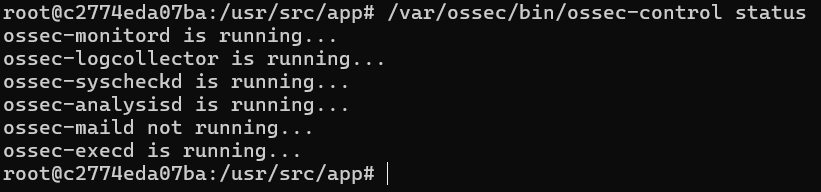 root@c2774eda07ba:/usr/src/app# /var/ossec/bin/ossec-control status
ossec-monitord is running...
ossec-logcollector is running...
ossec-syscheckd is running...
ossec-analysisd is running...
ossec-maild not running...
ossec-execd is running...
root@c2774eda07ba:/usr/src/app#